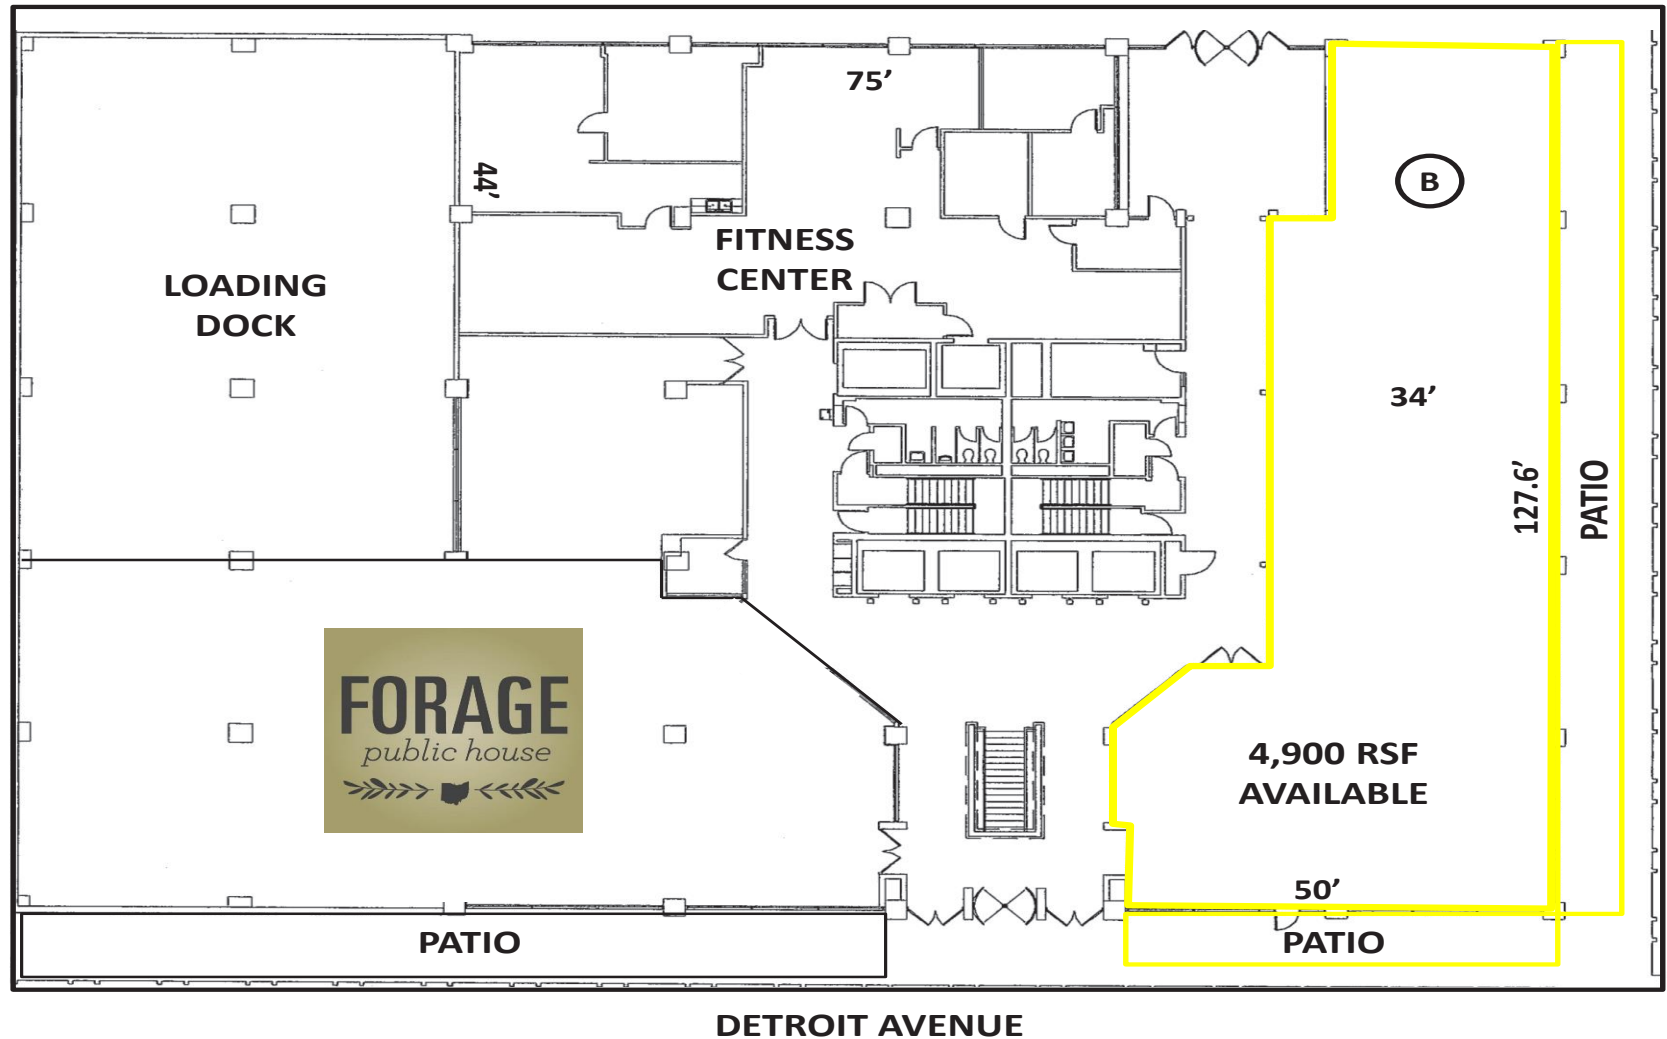 75’
44’
B
FITNESS
CENTER
LOADING
DOCK
34’
127.6’
PATIO
FORAGE
public house
4,900 RSF
AVAILABLE
50’
PATIO
PATIO
DETROIT AVENUE